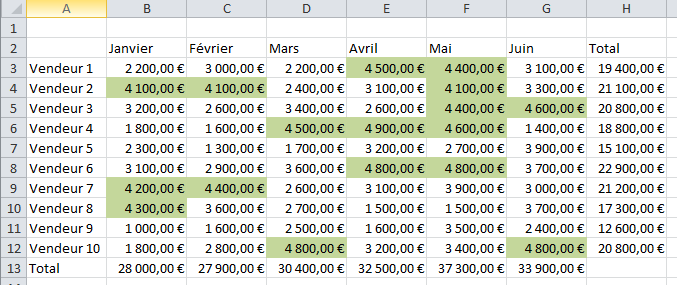 A B C D E F G H
1
2 Janvier Février Mars Avril Mai Juin Total
3 Vendeur 1 2 200,00 € 3 000,00 € 2 200,00 € 4 500,00 € 4 400,00 € 3 100,00 € 19 400,00 €
4 Vendeur 2 4 100,00 € 4 100,00 € 2 400,00 € 3 100,00 € 4 100,00 € 3 300,00 € 21 100,00 €
5 Vendeur 3 3 200,00 € 2 600,00 € 3 400,00 € 2 600,00 € 4 400,00 € 4 600,00 € 20 800,00 €
6 Vendeur 4 1 800,00 € 1 600,00 € 4 500,00 € 4 900,00 € 4 600,00 € 1 400,00 € 18 800,00 €
7 Vendeur 5 2 300,00 € 1 300,00 € 1 700,00 € 3 200,00 € 2 700,00 € 3 900,00 € 15 100,00 €
8 Vendeur 6 3 100,00 € 2 900,00 € 3 600,00 € 4 800,00 € 4 800,00 € 3 700,00 € 22 900,00 €
9 Vendeur 7 4 200,00 € 4 400,00 € 2 600,00 € 3 100,00 € 3 900,00 € 3 000,00 € 21 200,00 €
10 Vendeur 8 4 300,00 € 3 600,00 € 2 700,00 € 1 500,00 € 1 500,00 € 3 700,00 € 17 300,00 €
11 Vendeur 9 1 000,00 € 1 600,00 € 2 500,00 € 1 600,00 € 3 500,00 € 2 400,00 € 12 600,00 €
12 Vendeur 10 1 800,00 € 2 800,00 € 4 800,00 € 3 200,00 € 3 400,00 € 4 800,00 € 20 800,00 €
13 Total 28 000,00 € 27 900,00 € 30 400,00 € 32 500,00 € 37 300,00 € 33 900,00 €